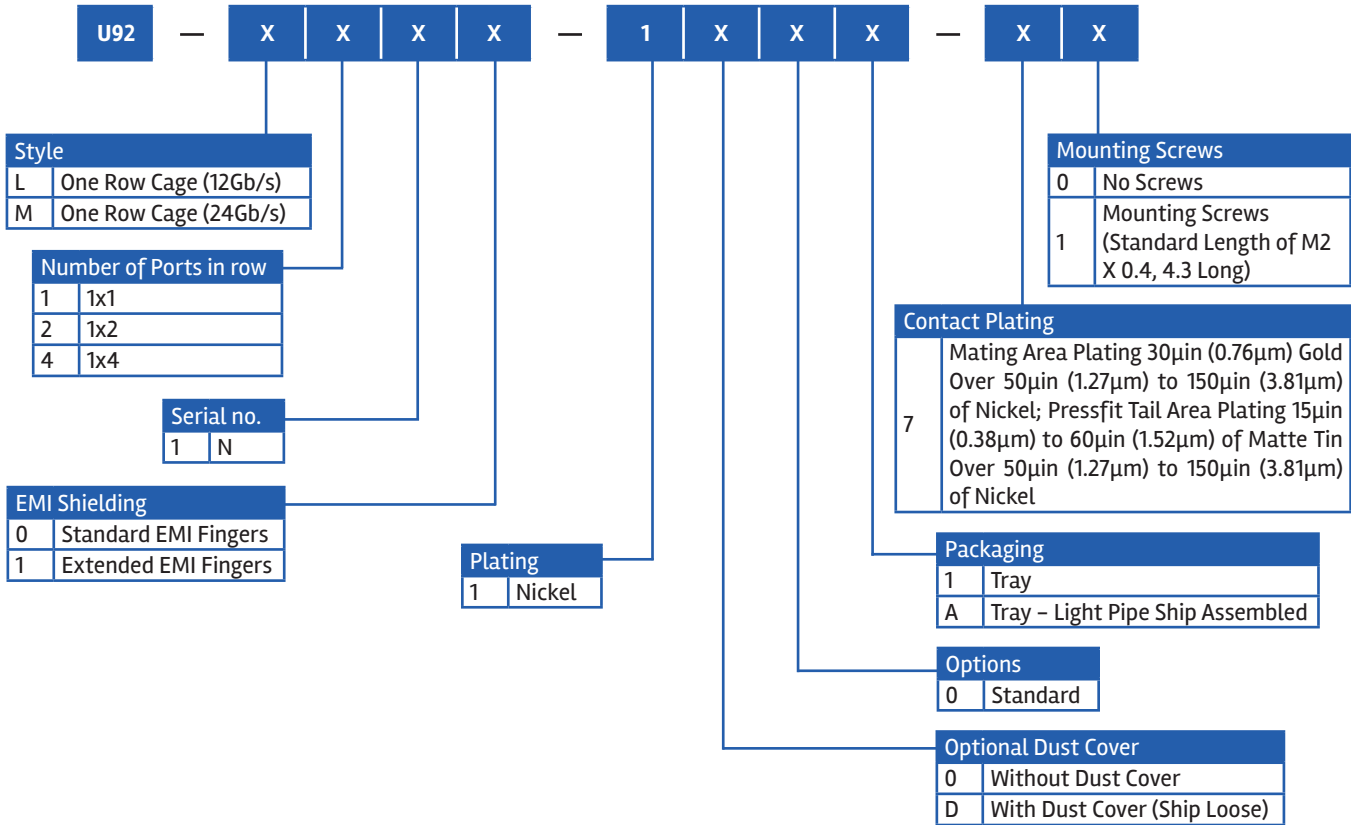 U92 — X X X X — 1 X X X — X X
Style
L One Row Cage (12Gb/s)
M One Row Cage (24Gb/s)
Number of Ports in row
1 1x1
2 1x2
4 1x4
Serial no.
1 N
EMI Shielding
0 Standard EMI Fingers
1 Extended EMI Fingers
Plating
1 Nickel
Mounting Screws
0 No Screws
1 Mounting Screws
(Standard Length of M2
X 0.4, 4.3 Long)
Contact Plating
7 Mating Area Plating 30µin (0.76µm) Gold
Over 50µin (1.27µm) to 150µin (3.81µm)
of Nickel; Pressfit Tail Area Plating 15µin
(0.38µm) to 60µin (1.52µm) of Matte Tin
Over 50µin (1.27µm) to 150µin (3.81µm)
of Nickel
Packaging
1 Tray
A Tray – Light Pipe Ship Assembled
Options
0 Standard
Optional Dust Cover
0 Without Dust Cover
D With Dust Cover (Ship Loose)